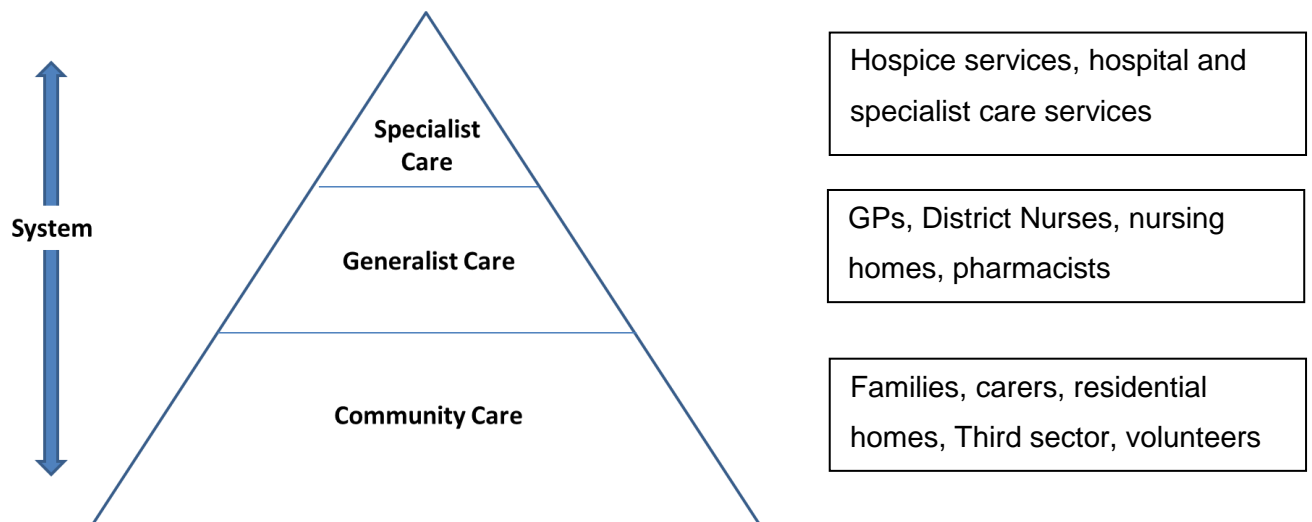 Hospice services, hospital and
specialist care services
Specialist
Care
System
GPs, District Nurses, nursing
homes, pharmacists
Generalist Care
Families, carers, residential
homes, Third sector, volunteers
Community Care